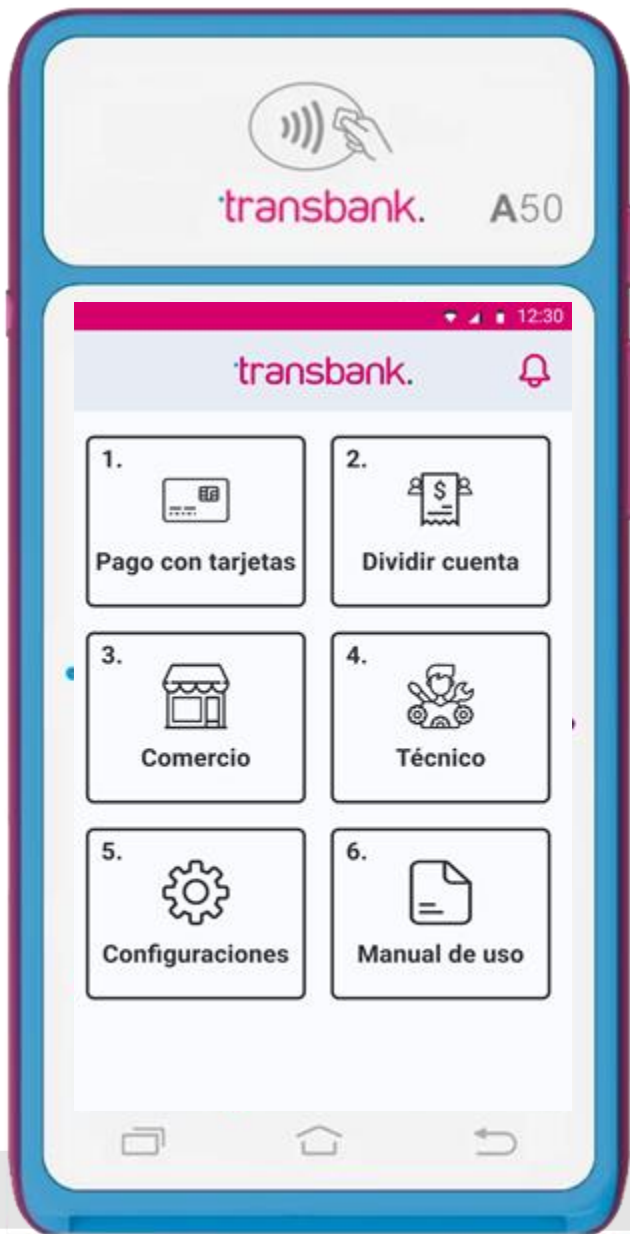 transbank.
A50
12:30
transbank.
1.
Pago con tarjetas
2.
$
Dividir cuenta
3.
Comercio
4.
Técnico
5.
Configuraciones
6.
Manual de uso